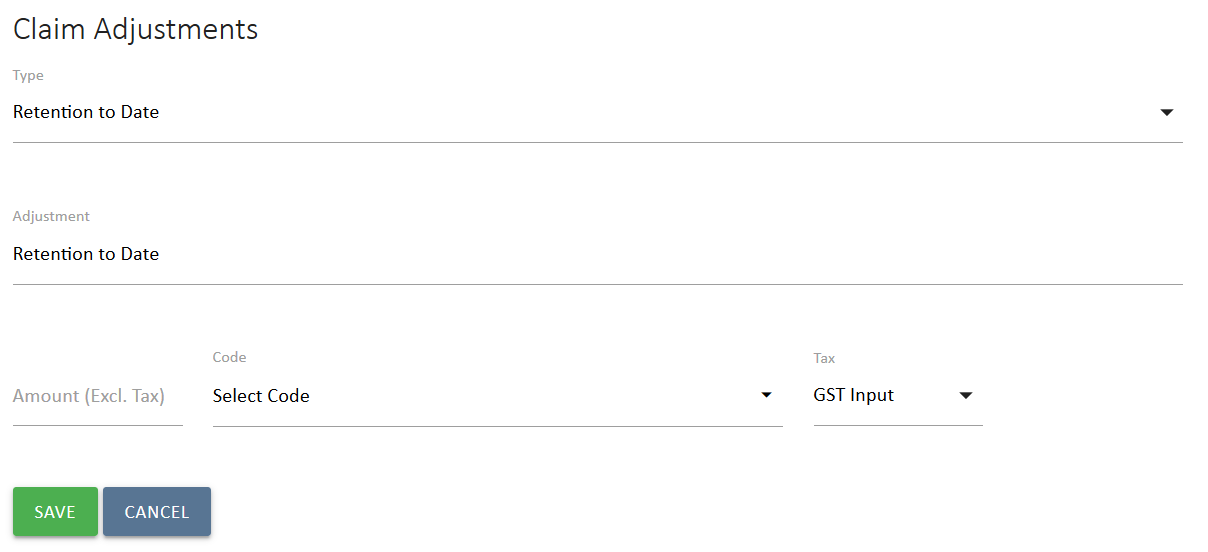 Claim Adjustments
Type
Retention to Date
Adjustment
Retention to Date
Amount (Excl. Tax)
Code
Select Code
Tax
GST Input
SAVE
CANCEL